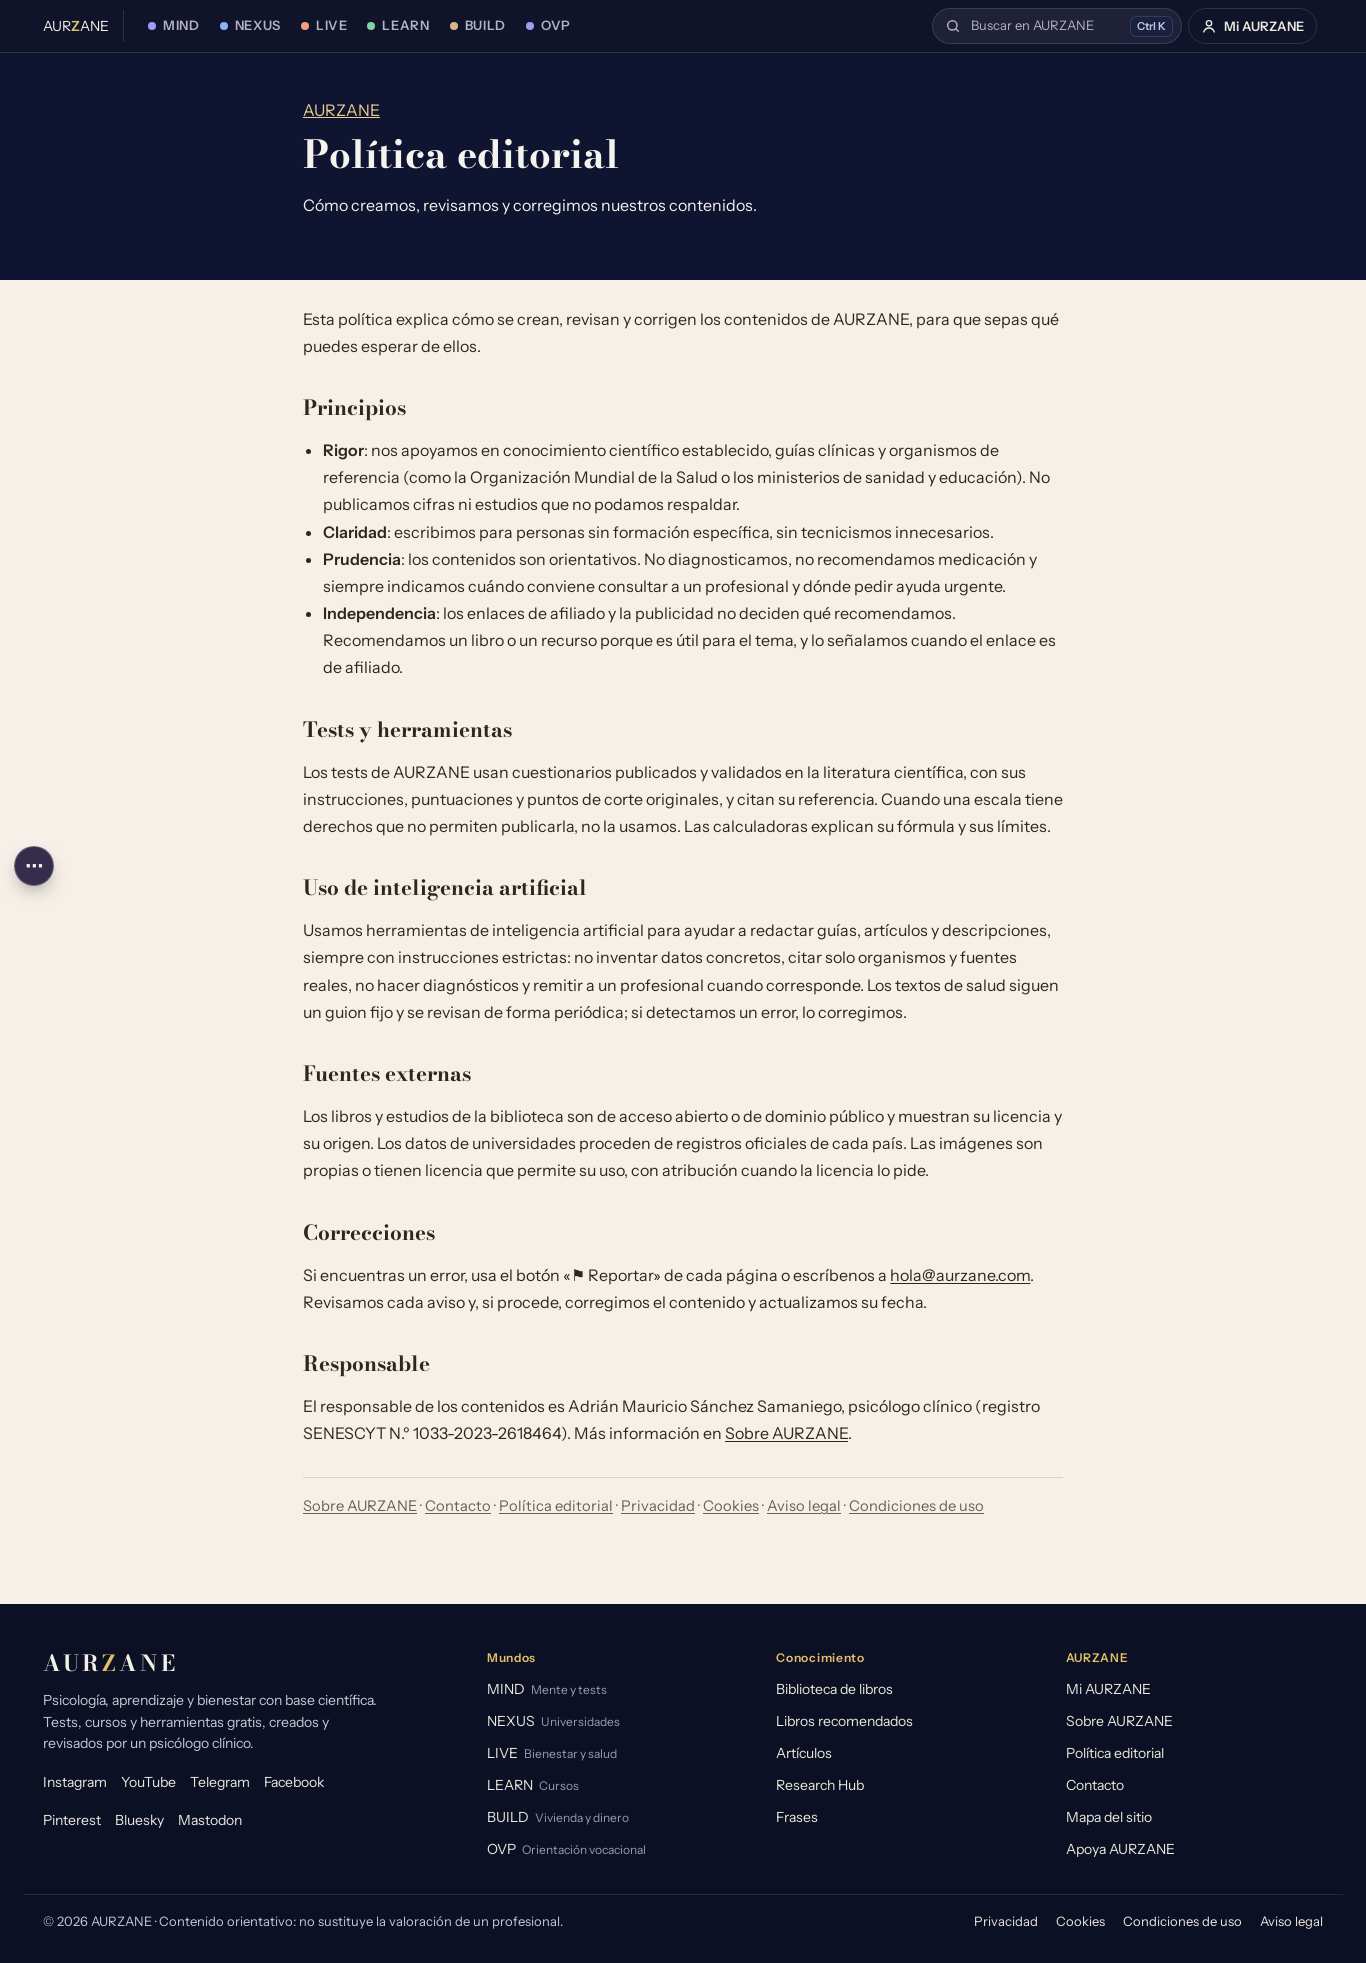 AURZANE
MIND
NEXUS
LIVE
LEARN
BUILD
OVP
Buscar en AURZANE
Ctrl K
Mi AURZANE
AURZANE
Política editorial
Cómo creamos, revisamos y corregimos nuestros contenidos.
Esta política explica cómo se crean, revisan y corrigen los contenidos de AURZANE, para que sepas qué
puedes esperar de ellos.
Principios
• Rigor: nos apoyamos en conocimiento científico establecido, guías clínicas y organismos de
referencia (como la Organización Mundial de la Salud o los ministerios de sanidad y educación). No
publicamos cifras ni estudios que no podamos respaldar.
• Claridad: escribimos para personas sin formación específica, sin tecnicismos innecesarios.
• Prudencia: los contenidos son orientativos. No diagnosticamos, no recomendamos medicación y
siempre indicamos cuándo conviene consultar a un profesional y dónde pedir ayuda urgente.
• Independencia: los enlaces de afiliado y la publicidad no deciden qué recomendamos.
Recomendamos un libro o un recurso porque es útil para el tema, y lo señalamos cuando el enlace es
de afiliado.
Tests y herramientas
Los tests de AURZANE usan cuestionarios publicados y validados en la literatura científica, con sus
instrucciones, puntuaciones y puntos de corte originales, y citan su referencia. Cuando una escala tiene
derechos que no permiten publicarla, no la usamos. Las calculadoras explican su fórmula y sus límites.
Uso de inteligencia artificial
Usamos herramientas de inteligencia artificial para ayudar a redactar guías, artículos y descripciones,
siempre con instrucciones estrictas: no inventar datos concretos, citar solo organismos y fuentes
reales, no hacer diagnósticos y remitir a un profesional cuando corresponde. Los textos de salud siguen
un guion fijo y se revisan de forma periódica; si detectamos un error, lo corregimos.
Fuentes externas
Los libros y estudios de la biblioteca son de acceso abierto o de dominio público y muestran su licencia y
su origen. Los datos de universidades proceden de registros oficiales de cada país. Las imágenes son
propias o tienen licencia que permite su uso, con atribución cuando la licencia lo pide.
Correcciones
Si encuentras un error, usa el botón «⚑ Reportar» de cada página o escríbenos a hola@aurzane.com.
Revisamos cada aviso y, si procede, corregimos el contenido y actualizamos su fecha.
Responsable
El responsable de los contenidos es Adrián Mauricio Sánchez Samaniego, psicólogo clínico (registro
SENESCYT N.º 1033-2023-2618464). Más información en Sobre AURZANE.
Sobre AURZANE · Contacto · Política editorial · Privacidad · Cookies · Aviso legal · Condiciones de uso
AURZANE
Psicología, aprendizaje y bienestar con base científica.
Tests, cursos y herramientas gratis, creados y
revisados por un psicólogo clínico.
Instagram YouTube Telegram Facebook
Pinterest Bluesky Mastodon
Mundos
MIND Mente y tests
NEXUS Universidades
LIVE Bienestar y salud
LEARN Cursos
BUILD Vivienda y dinero
OVP Orientación vocacional
Conocimiento
Biblioteca de libros
Libros recomendados
Artículos
Research Hub
Frases
AURZANE
Mi AURZANE
Sobre AURZANE
Política editorial
Contacto
Mapa del sitio
Apoya AURZANE
© 2026 AURZANE · Contenido orientativo: no sustituye la valoración de un profesional.
Privacidad Cookies Condiciones de uso Aviso legal